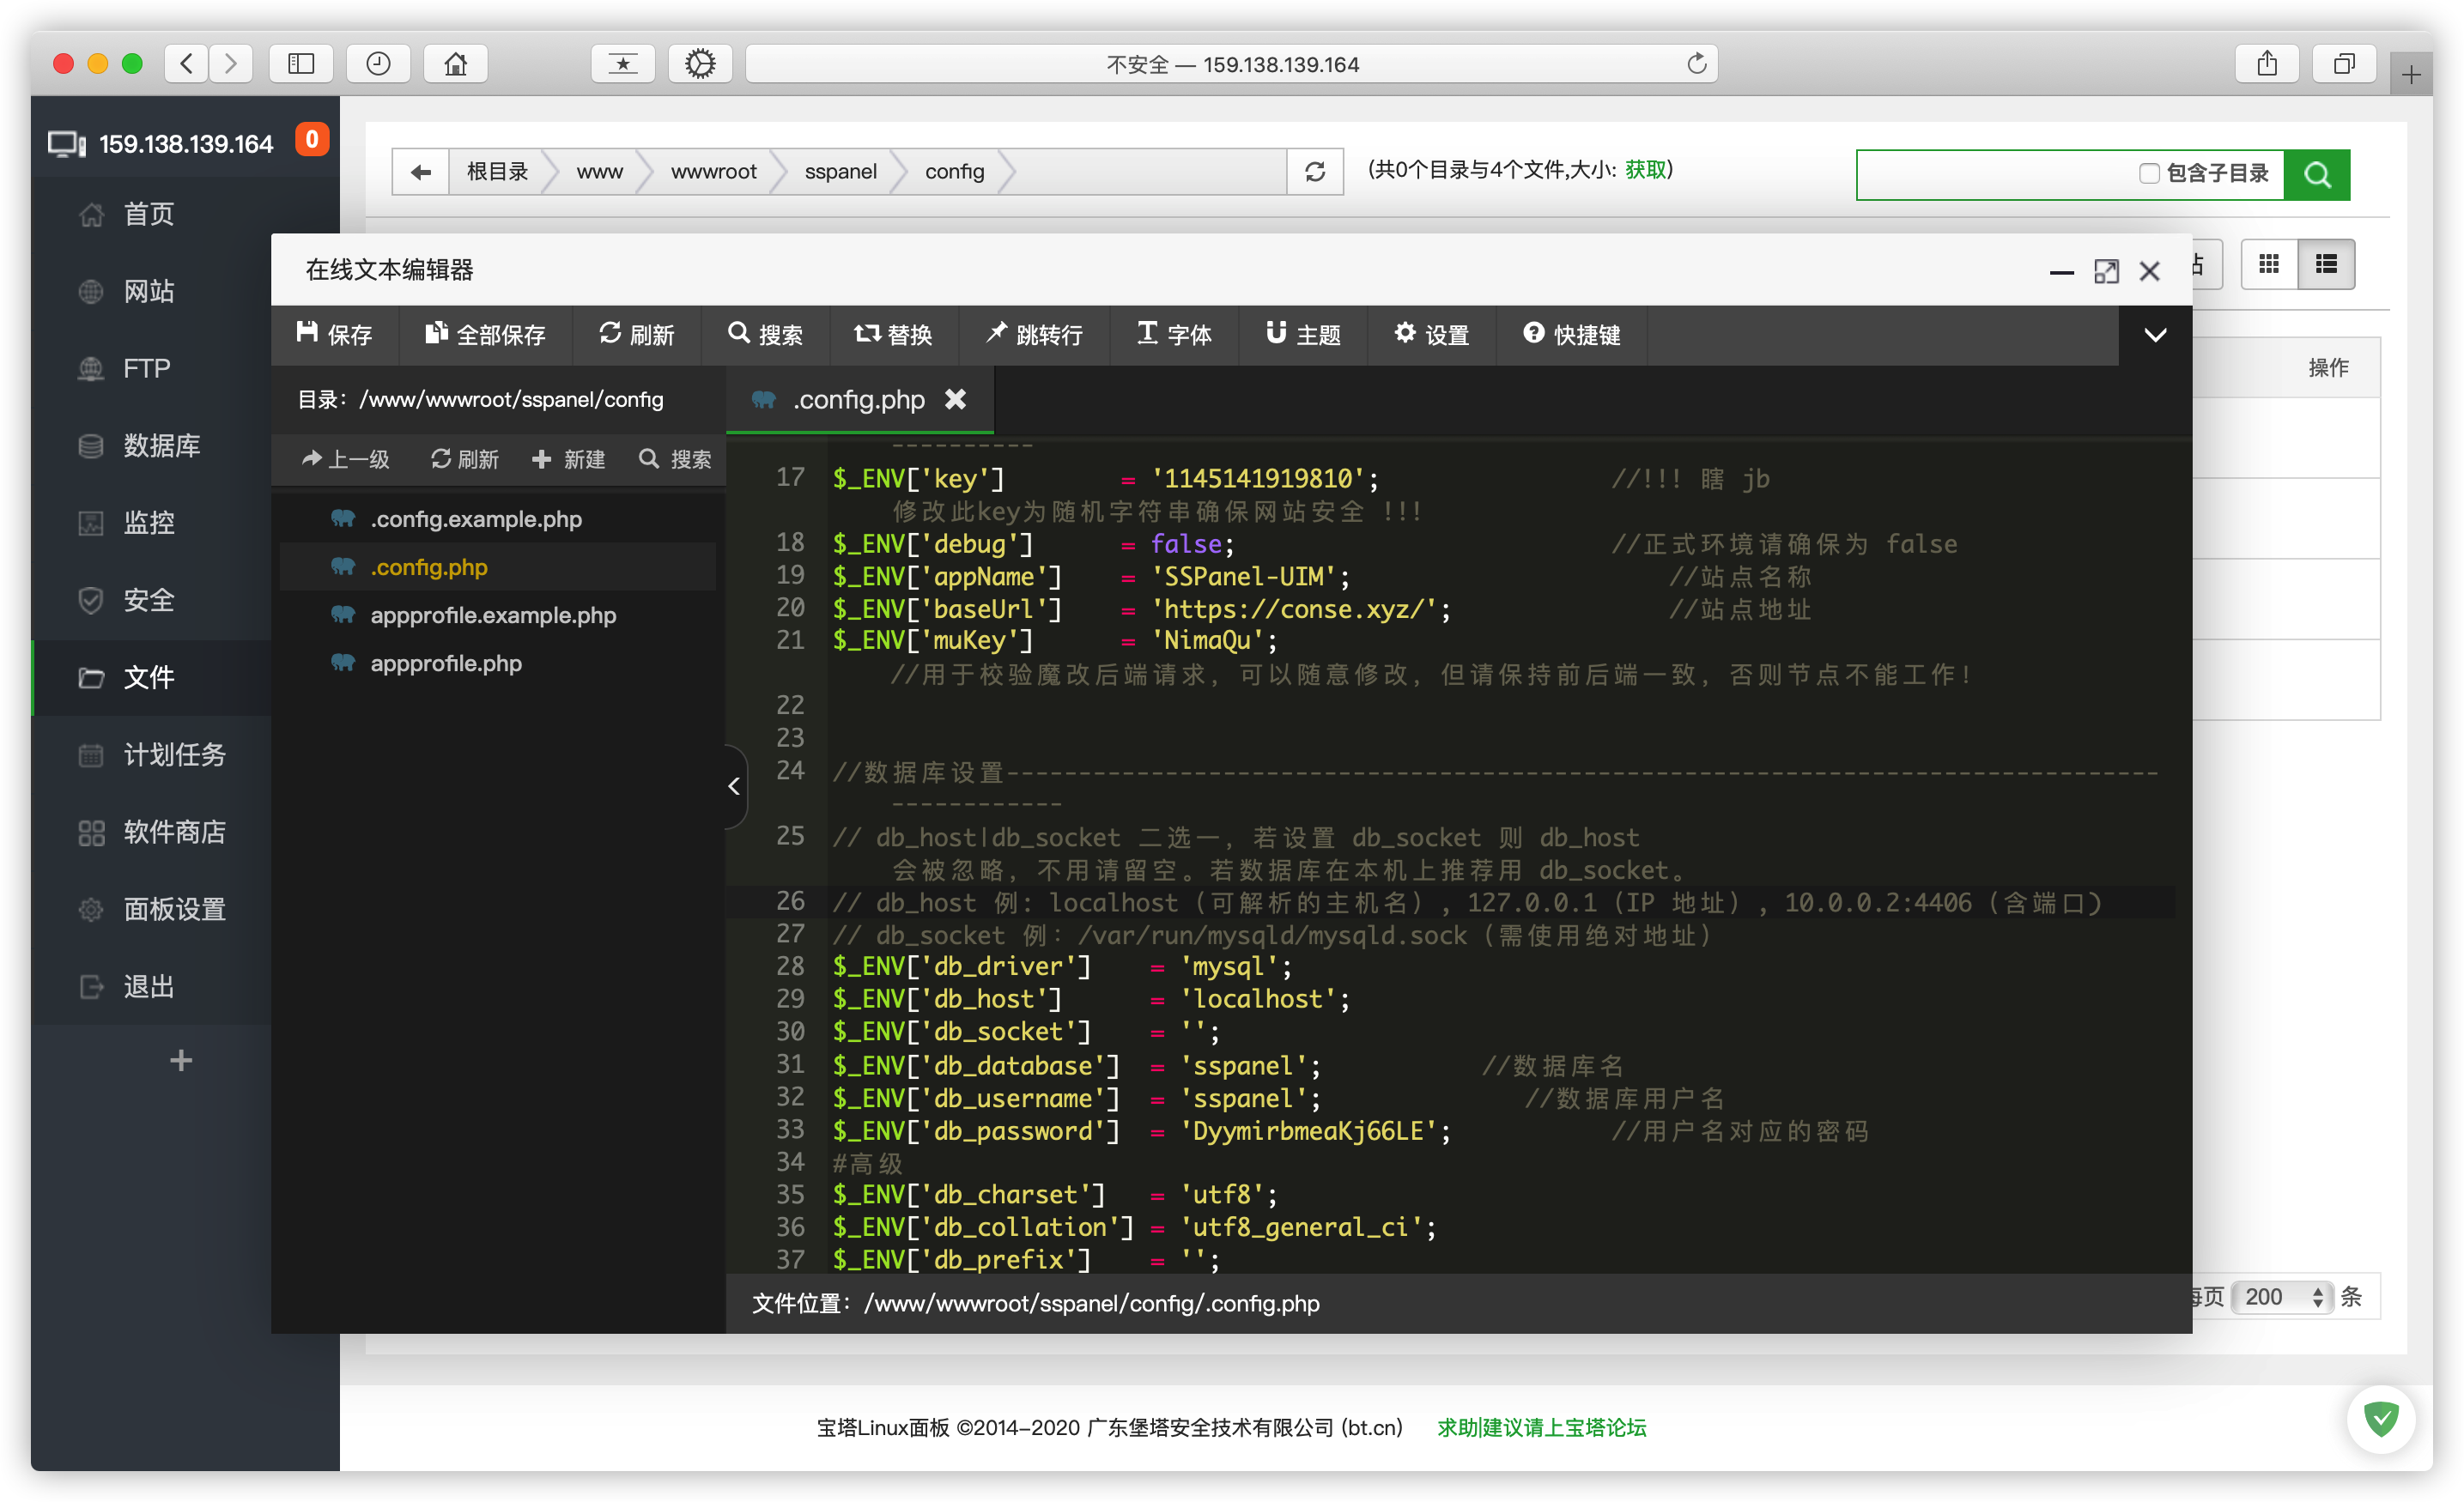 不安全 — 159.138.139.164
159.138.139.164 0
首页
网站
FTP
数据库
监控
安全
文件
计划任务
软件商店
面板设置
退出
根目录 www wwwroot sspanel config (共0个目录与4个文件,大小: 获取) 包含子目录
操作
在线文本编辑器
保存 全部保存 刷新 搜索 替换 跳转行 字体 主题 设置 快捷键
目录：/www/wwwroot/sspanel/config
上一级 刷新 新建 搜索
.config.example.php
.config.php
appprofile.example.php
appprofile.php
.config.php
----------
17 $_ENV['key'] = '1145141919810'; //!!! 瞎 jb
修改此key为随机字符串确保网站安全 !!!
18 $_ENV['debug'] = false; //正式环境请确保为 false
19 $_ENV['appName'] = 'SSPanel-UIM'; //站点名称
20 $_ENV['baseUrl'] = 'https://conse.xyz/'; //站点地址
21 $_ENV['muKey'] = 'NimaQu';
//用于校验魔改后端请求，可以随意修改，但请保持前后端一致，否则节点不能工作！
22
23
24 //数据库设置--------------------------------------------------------------------------------
------------
25 // db_host|db_socket 二选一，若设置 db_socket 则 db_host
会被忽略，不用请留空。若数据库在本机上推荐用 db_socket。
26 // db_host 例: localhost（可解析的主机名）, 127.0.0.1（IP 地址）, 10.0.0.2:4406（含端口)
27 // db_socket 例：/var/run/mysqld/mysqld.sock（需使用绝对地址）
28 $_ENV['db_driver'] = 'mysql';
29 $_ENV['db_host'] = 'localhost';
30 $_ENV['db_socket'] = '';
31 $_ENV['db_database'] = 'sspanel'; //数据库名
32 $_ENV['db_username'] = 'sspanel'; //数据库用户名
33 $_ENV['db_password'] = 'DyymirbmeaKj66LE'; //用户名对应的密码
34 #高级
35 $_ENV['db_charset'] = 'utf8';
36 $_ENV['db_collation'] = 'utf8_general_ci';
37 $_ENV['db_prefix'] = '';
文件位置：/www/wwwroot/sspanel/config/.config.php
页 200 条
宝塔Linux面板 ©2014-2020 广东堡塔安全技术有限公司 (bt.cn) 求助|建议请上宝塔论坛